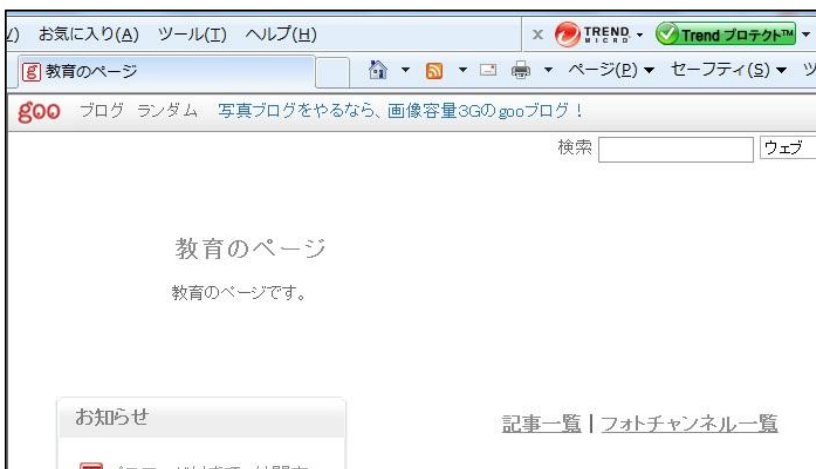 お気に入り(A) ツール(T) ヘルプ(H) x TREND MICRO Trend プロテクト™
教育のページ ページ(P) セーフティ(S)
goo ブログ ランダム 写真ブログをやるなら、画像容量3Gのgooブログ！
検索 ウェブ
教育のページ
教育のページです。
お知らせ
記事一覧 | フォトチャンネル一覧